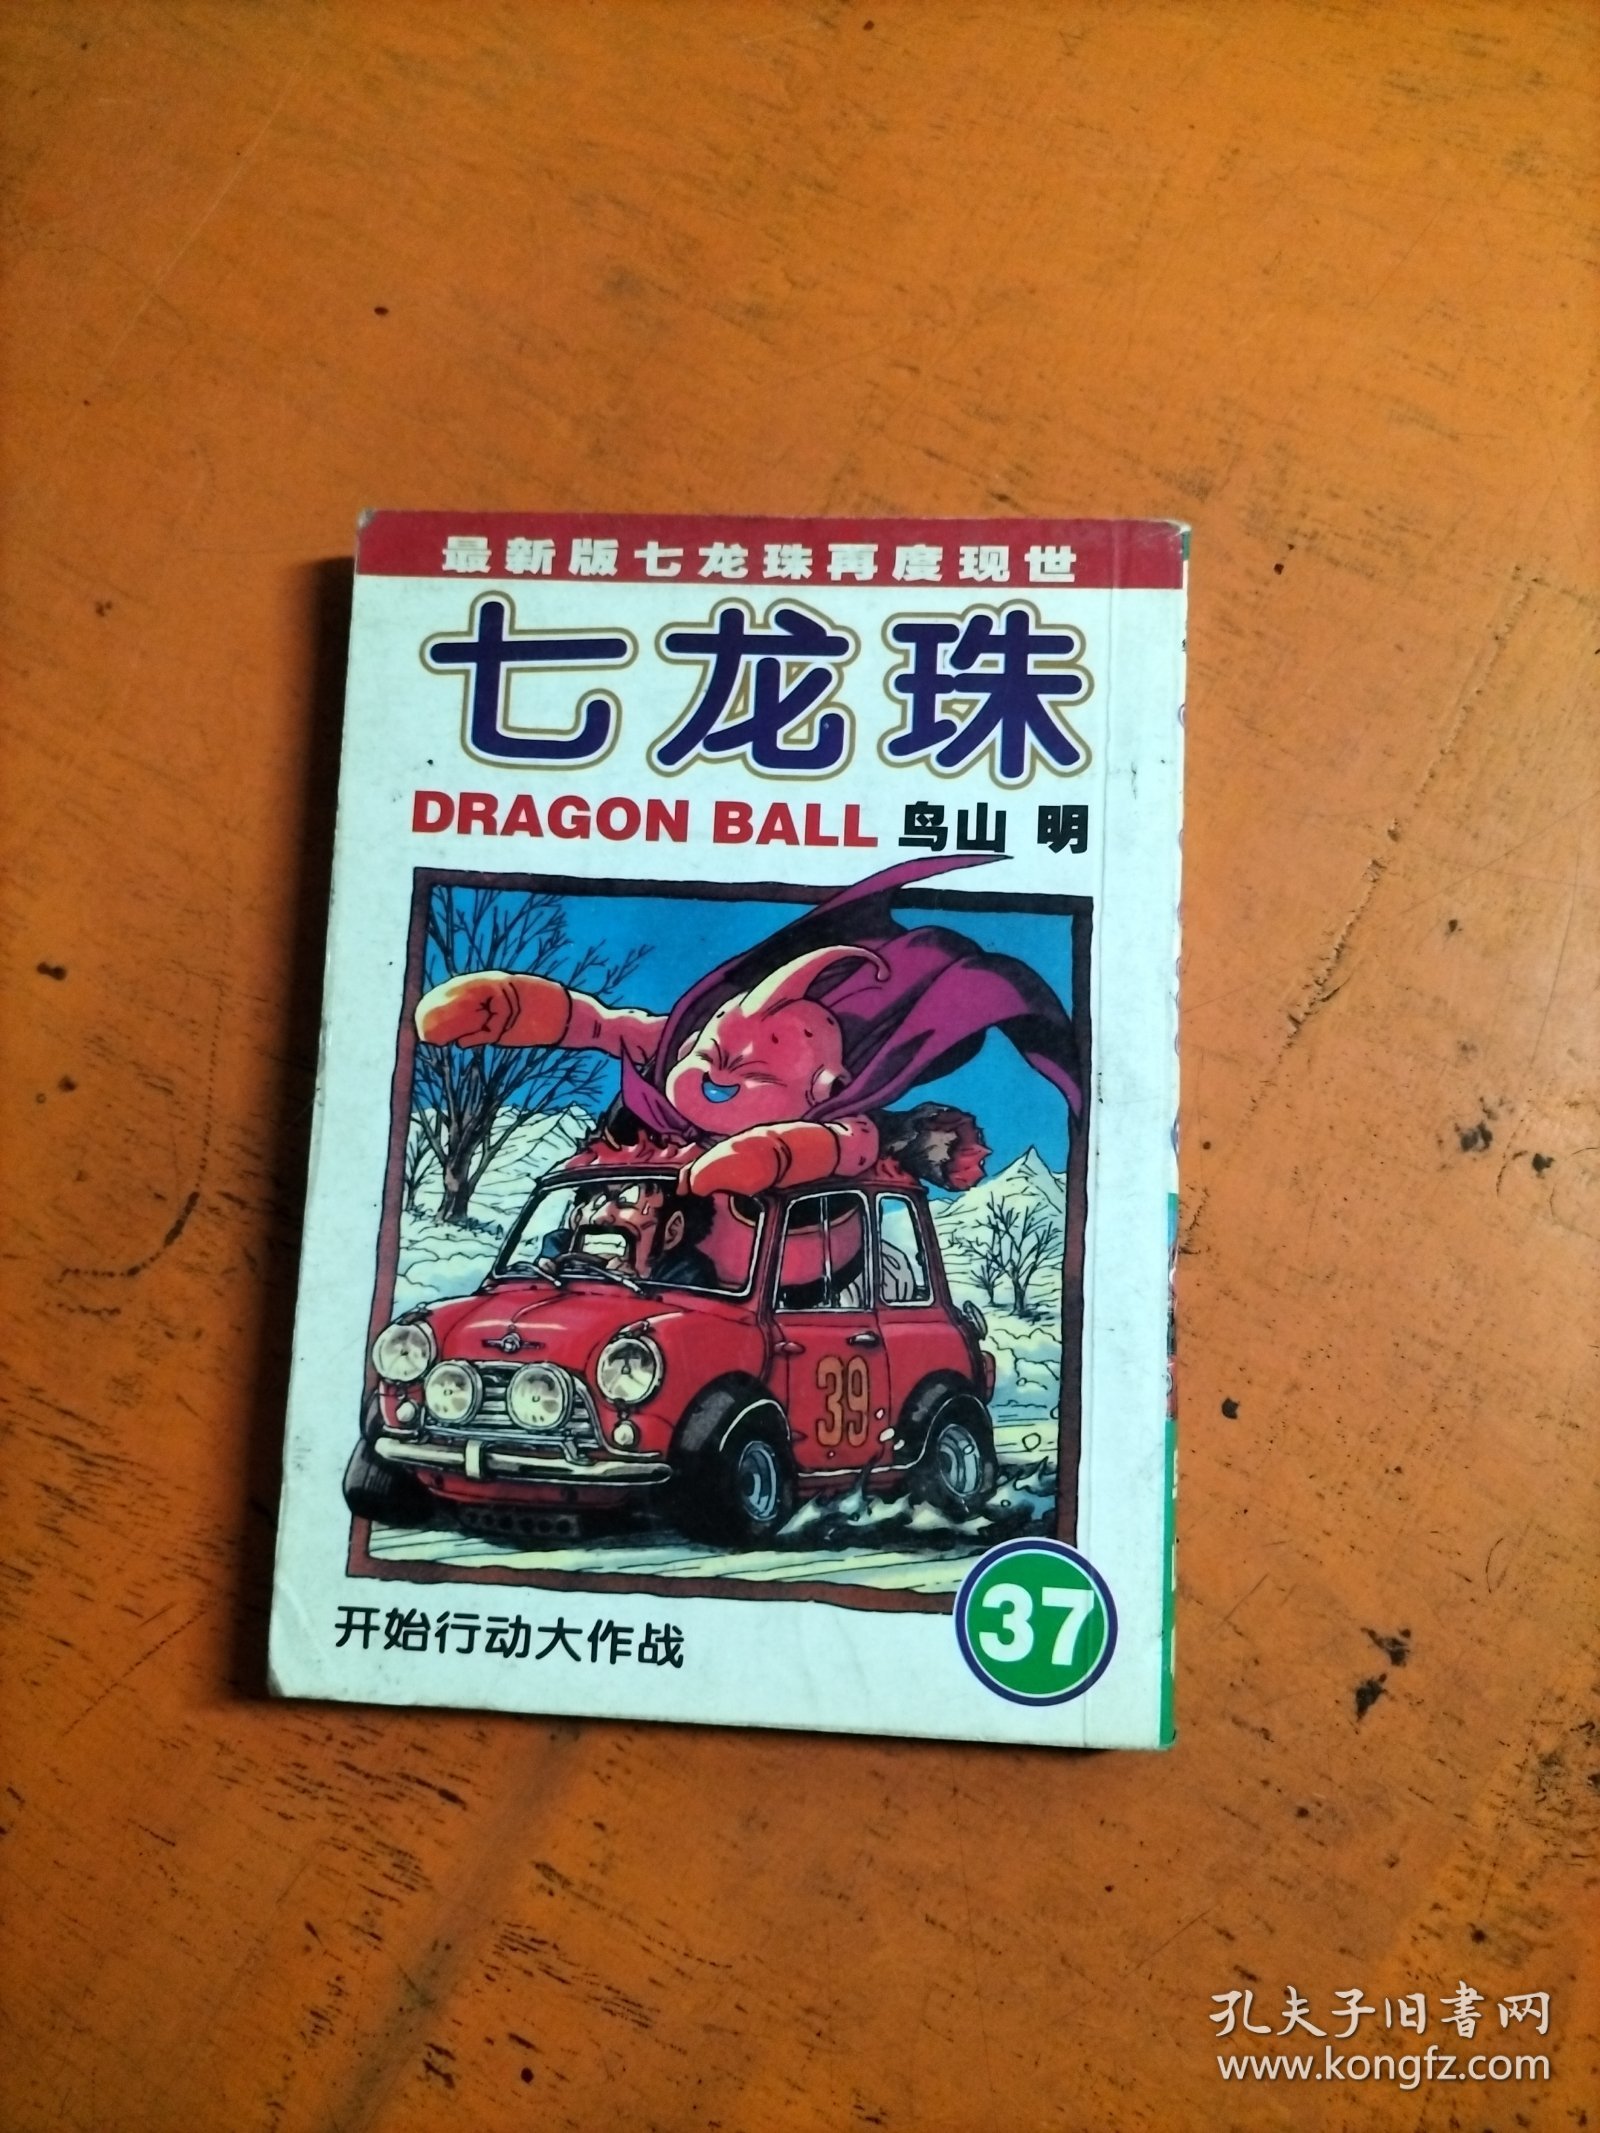 最新版七龙珠再度现世
七龙珠
DRAGON BALL 鸟山 明
39
37
开始行动大作战
孔夫子旧書网
www.kongfz.com